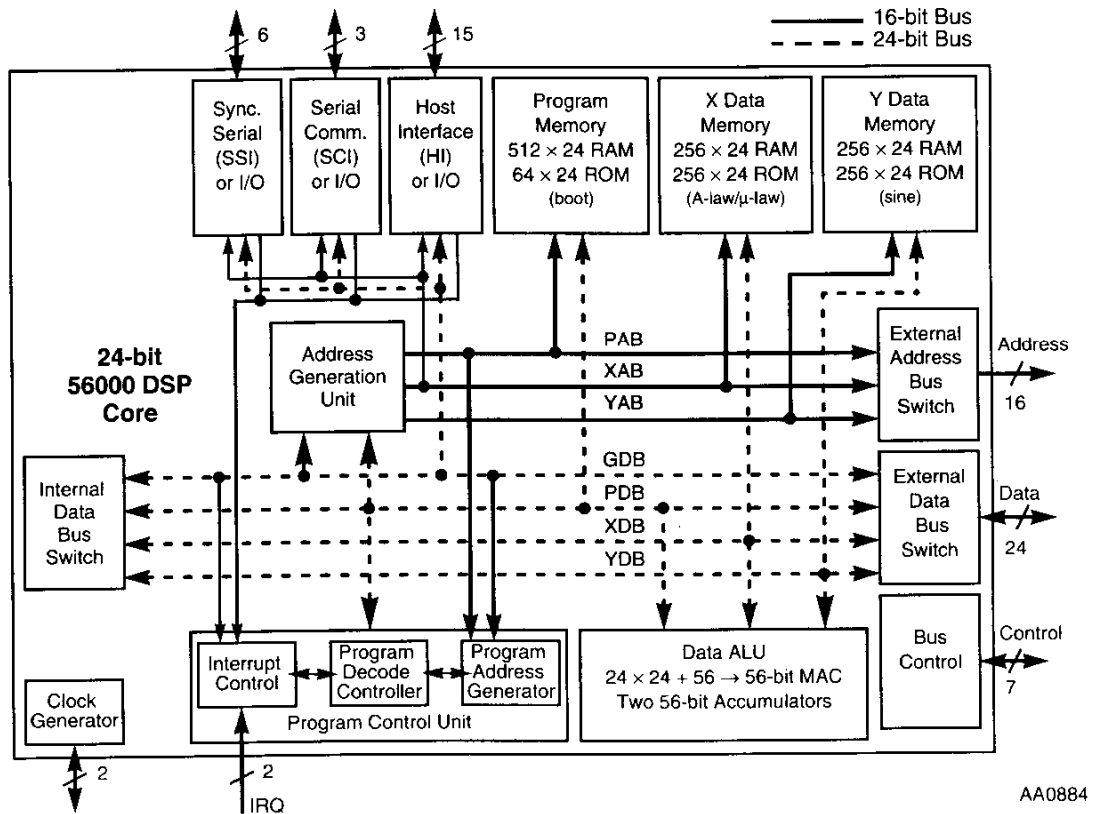 6
3
15
16-bit Bus
24-bit Bus
Sync.
Serial
(SSI)
or I/O
Serial
Comm.
(SCI)
or I/O
Host
Interface
(HI)
or I/O
Program
Memory
512 × 24 RAM
64 × 24 ROM
(boot)
X Data
Memory
256 × 24 RAM
256 × 24 ROM
(A-law/μ-law)
Y Data
Memory
256 × 24 RAM
256 × 24 ROM
(sine)
24-bit
56000 DSP
Core
Address
Generation
Unit
PAB
XAB
YAB
External
Address
Bus
Switch
Address
16
Internal
Data
Bus
Switch
GDB
PDB
XDB
YDB
External
Data
Bus
Switch
Data
24
Interrupt
Control
Program
Decode
Controller
Program
Address
Generator
Program Control Unit
Data ALU
24 × 24 + 56 → 56-bit MAC
Two 56-bit Accumulators
Bus
Control
Control
7
Clock
Generator
2
2
IRQ
AA0884